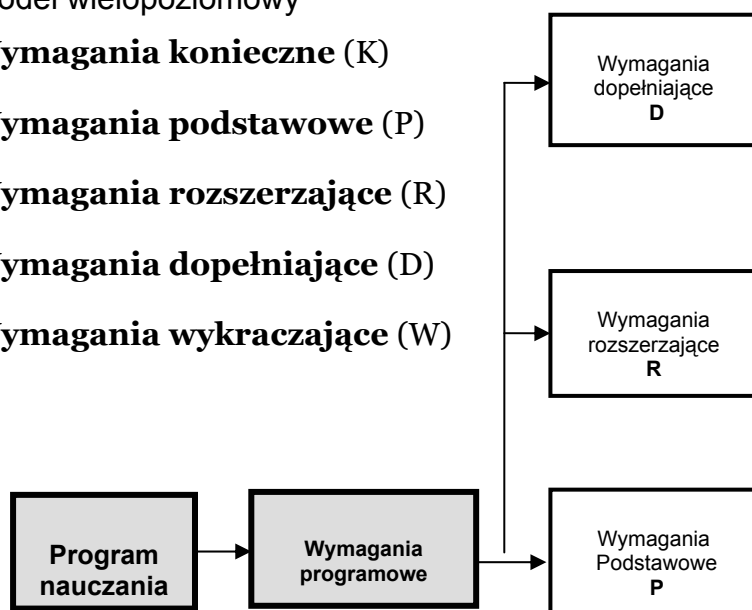 odel wielopoziomowy
ymagania konieczne (K)
ymagania podstawowe (P)
ymagania rozszerzające (R)
ymagania dopełniające (D)
ymagania wykraczające (W)
Wymagania
dopełniające
D
Wymagania
rozszerzające
R
Program
nauczania
Wymagania
programowe
Wymagania
Podstawowe
P